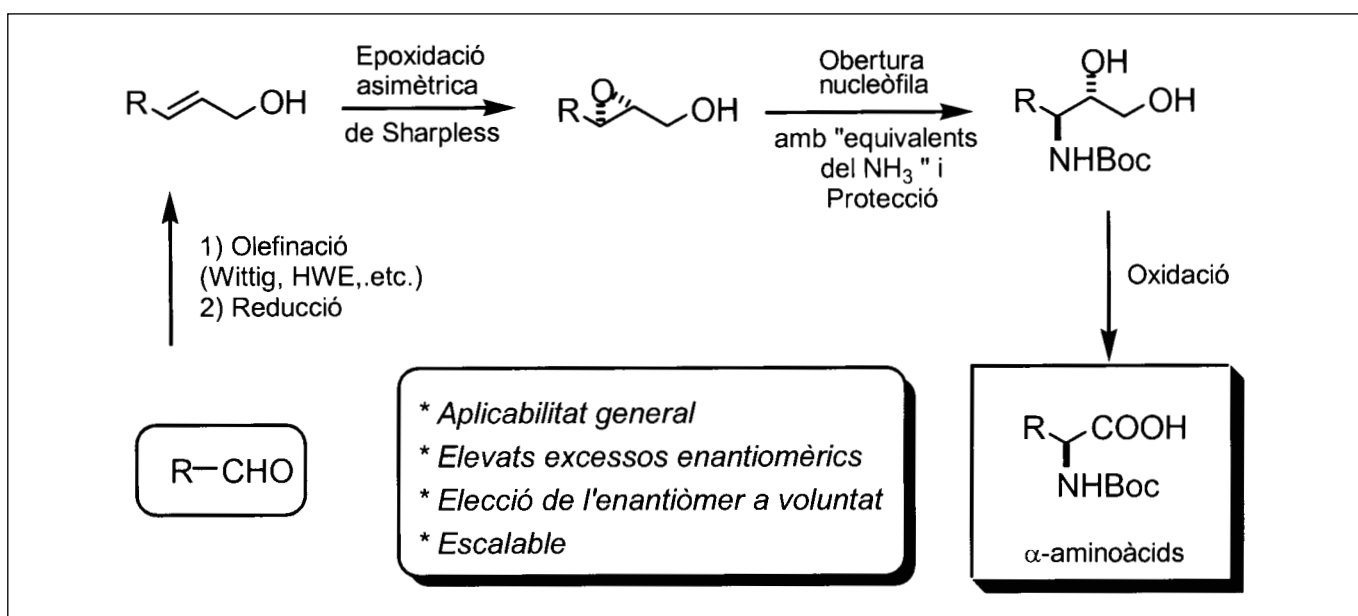 R
OH
Epoxidació
asimètrica
de Sharpless
O
R
OH
Obertura
nucleòfila
amb "equivalents
del NH₃ " i
Protecció
OH
R
OH
NHBoc
1) Olefinació
(Wittig, HWE,.etc.)
2) Reducció
Oxidació
R–CHO
* Aplicabilitat general
* Elevats excessos enantiomèrics
* Elecció de l'enantiòmer a voluntat
* Escalable
R
COOH
NHBoc
α-aminoàcids